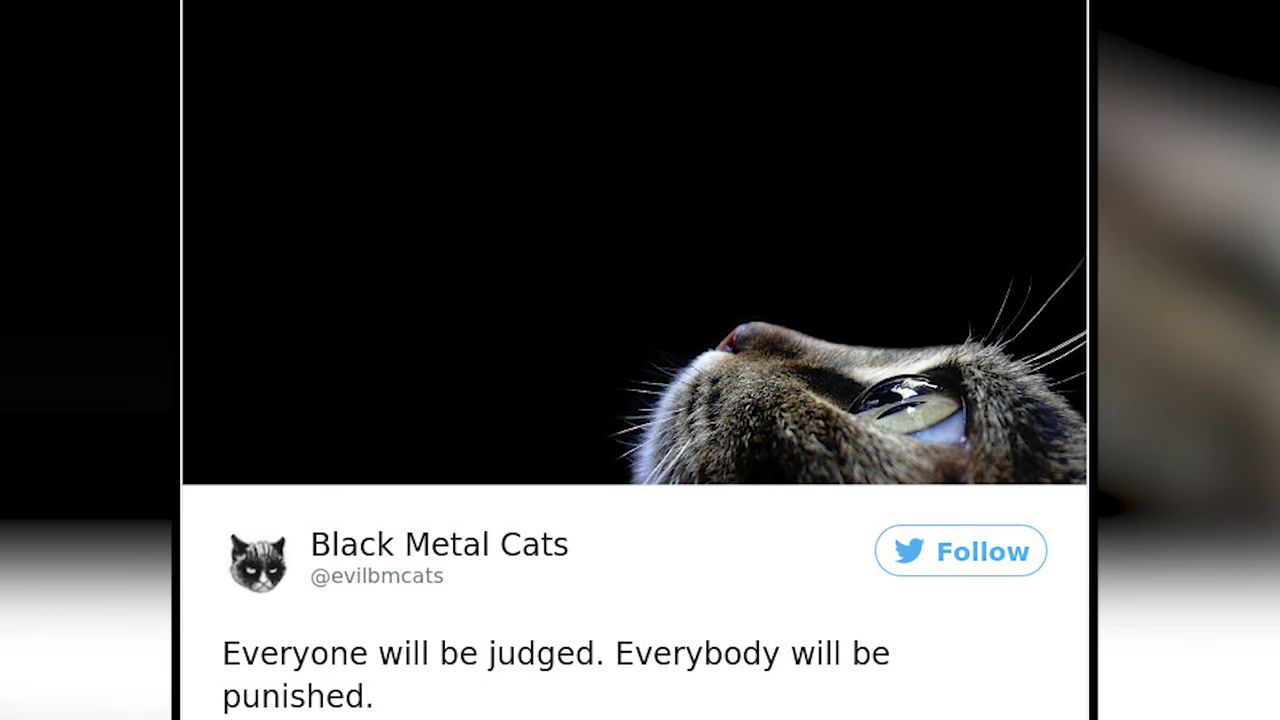 Black Metal Cats
@evilbmcats
Follow
Everyone will be judged. Everybody will be
punished.